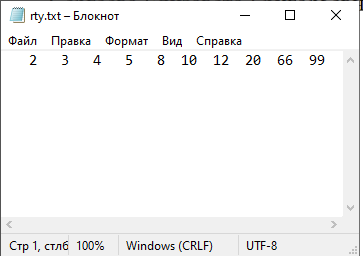 rty.txt – Блокнот
Файл Правка Формат Вид Справка
2 3 4 5 8 10 12 20 66 99
Стр 1, стлб 100% Windows (CRLF) UTF-8